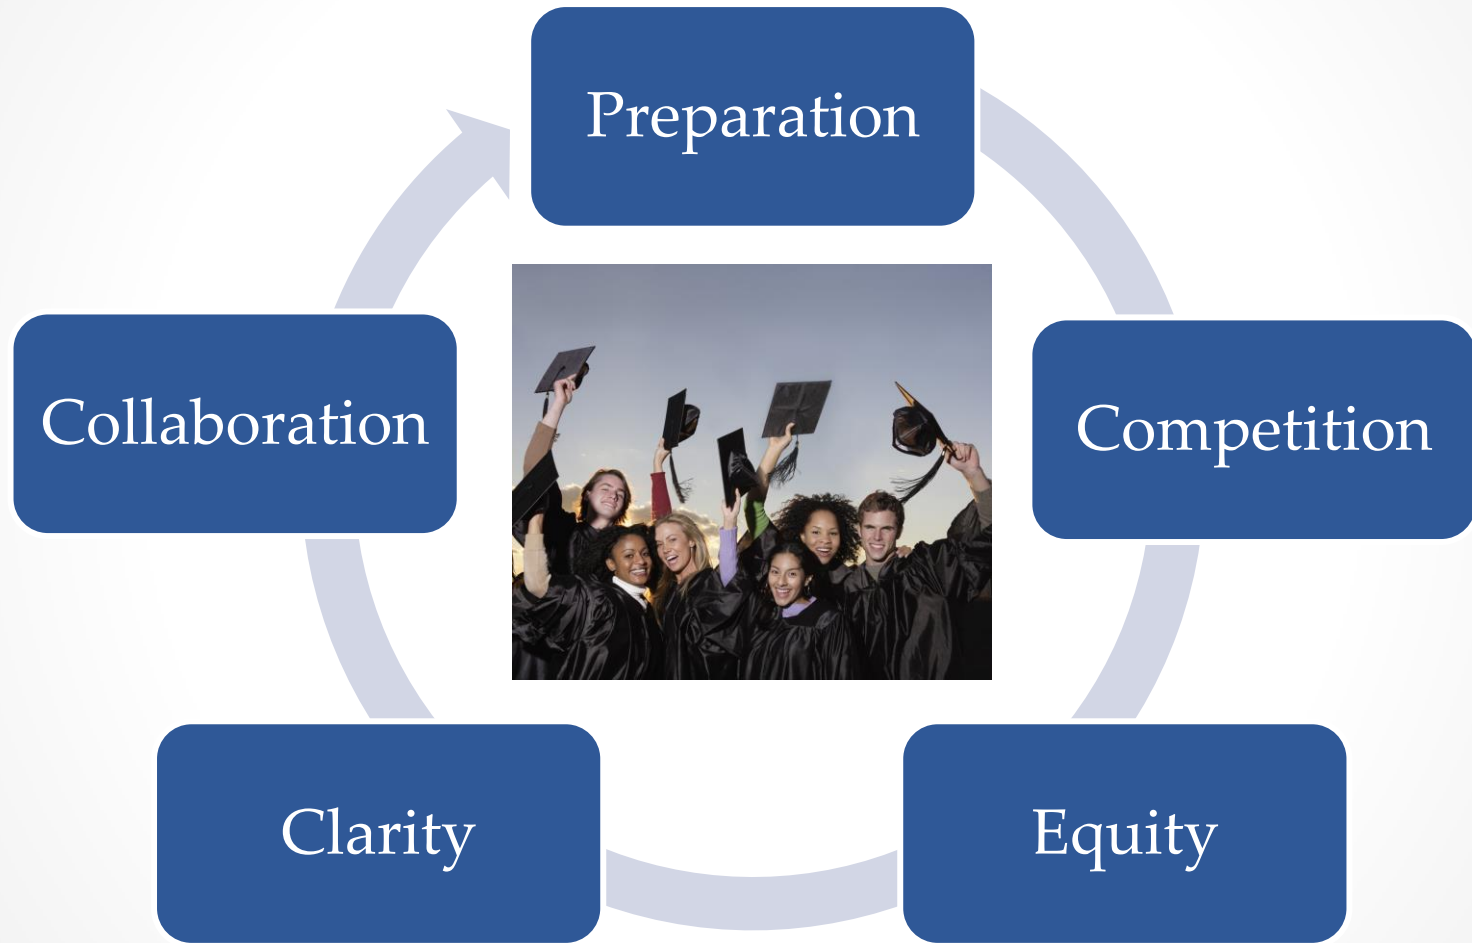 Preparation
Competition
Equity
Clarity
Collaboration